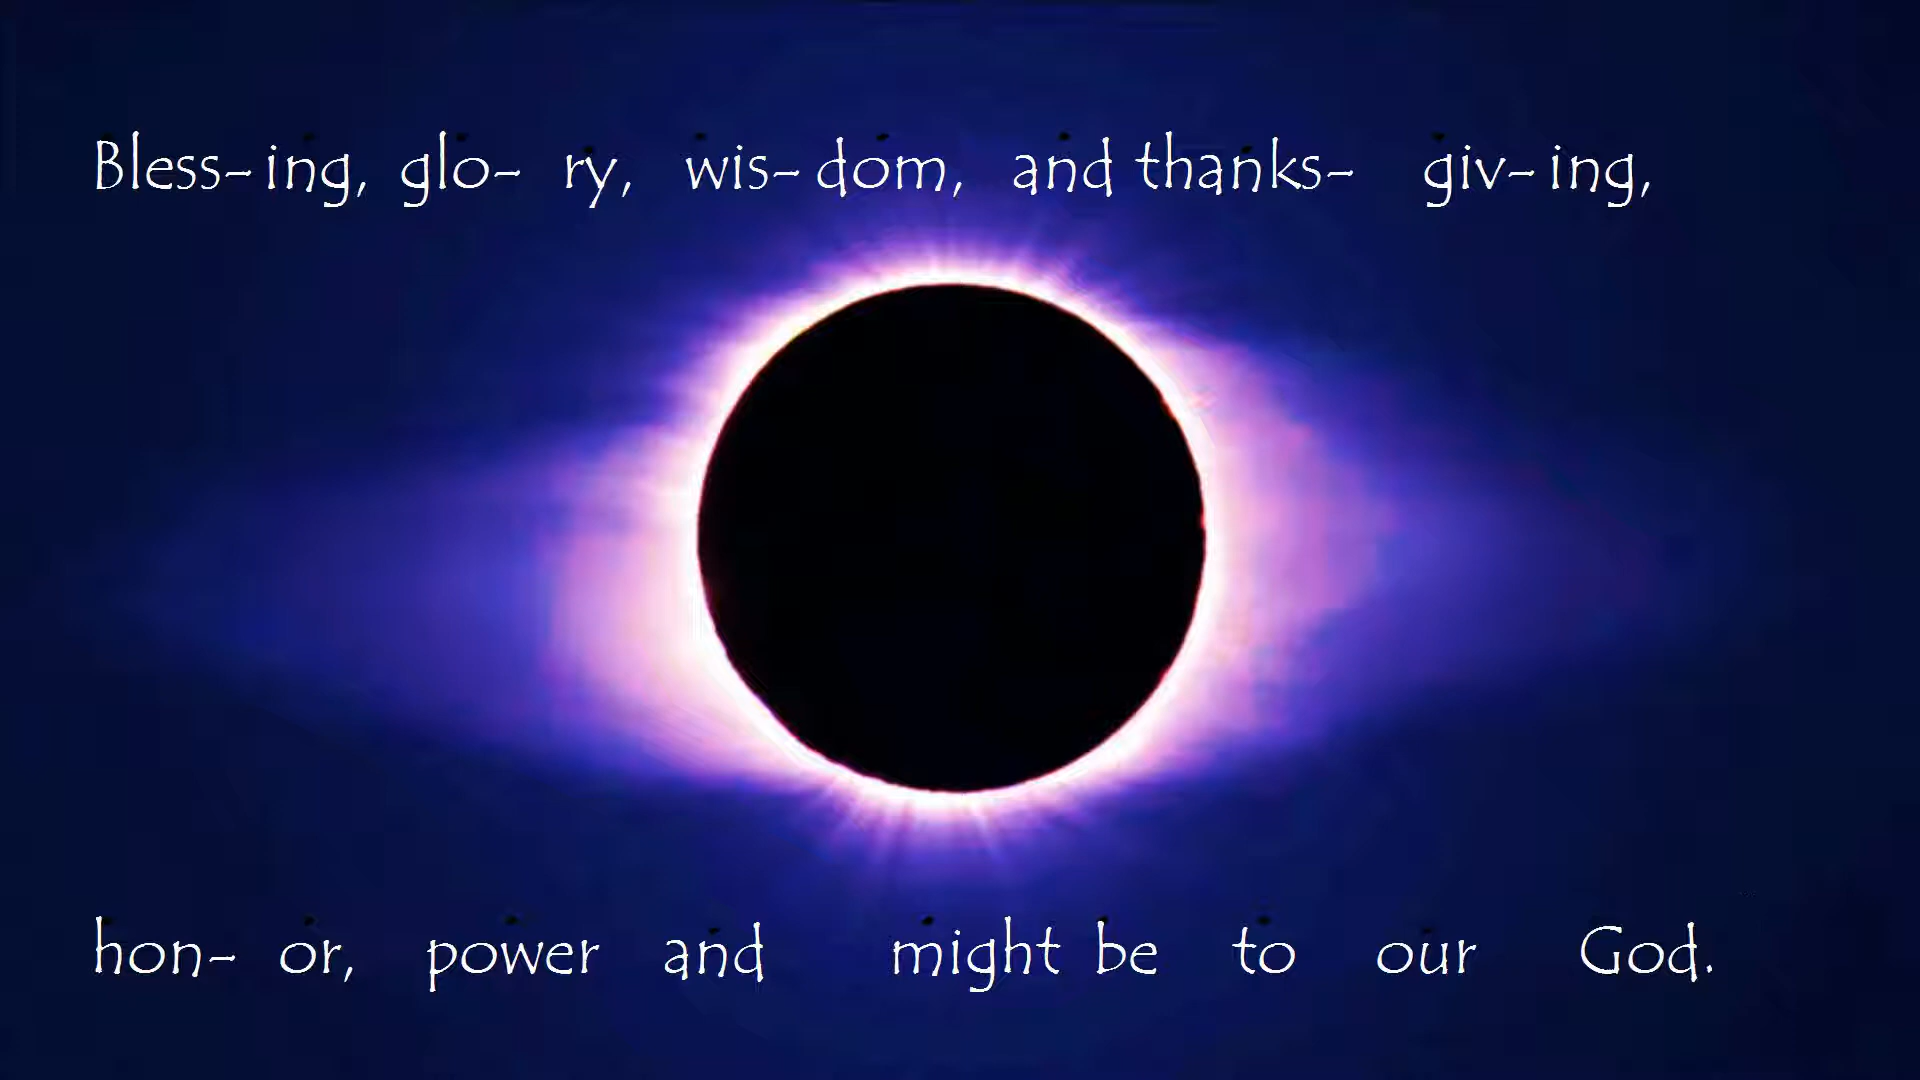 Bless- ing, glo- ry, wis- dom, and thanks- giv- ing,
hon- or, power and might be to our God.